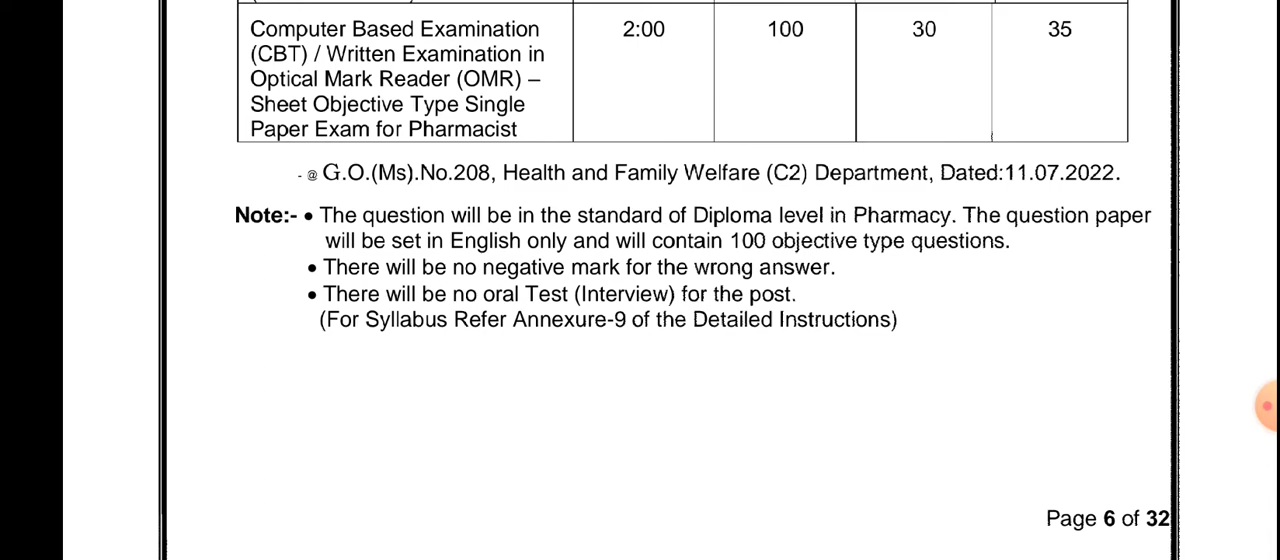 Computer Based Examination 2:00 100 30 35
(CBT) / Written Examination in
Optical Mark Reader (OMR) –
Sheet Objective Type Single
Paper Exam for Pharmacist
- @ G.O.(Ms).No.208, Health and Family Welfare (C2) Department, Dated:11.07.2022.
Note:- • The question will be in the standard of Diploma level in Pharmacy. The question paper
will be set in English only and will contain 100 objective type questions.
• There will be no negative mark for the wrong answer.
• There will be no oral Test (Interview) for the post.
(For Syllabus Refer Annexure-9 of the Detailed Instructions)
Page 6 of 32